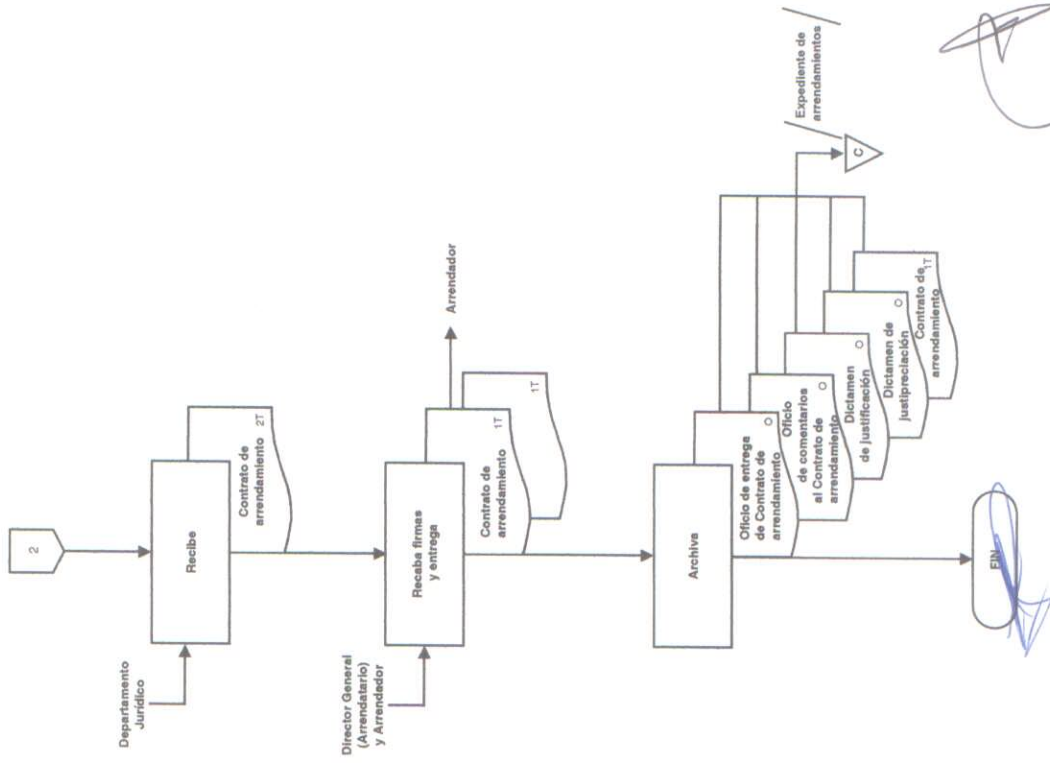 2
Departamento
Jurídico
Recibe
Contrato de
arrendamiento 2T
Director General
(Arrendatario)
y Arrendador
Recaba firmas
y entrega
Arrendador
Contrato de
arrendamiento
1T
1T
Archiva
Oficio de entrega
de Contrato de
arrendamiento
O
Oficio
de comentarios
al Contrato de
arrendamiento
O
Dictamen
de justificación
O
Dictamen de
justipreciación
O
Contrato de
arrendamiento
1T
Expediente de
arrendamientos
C
FIN